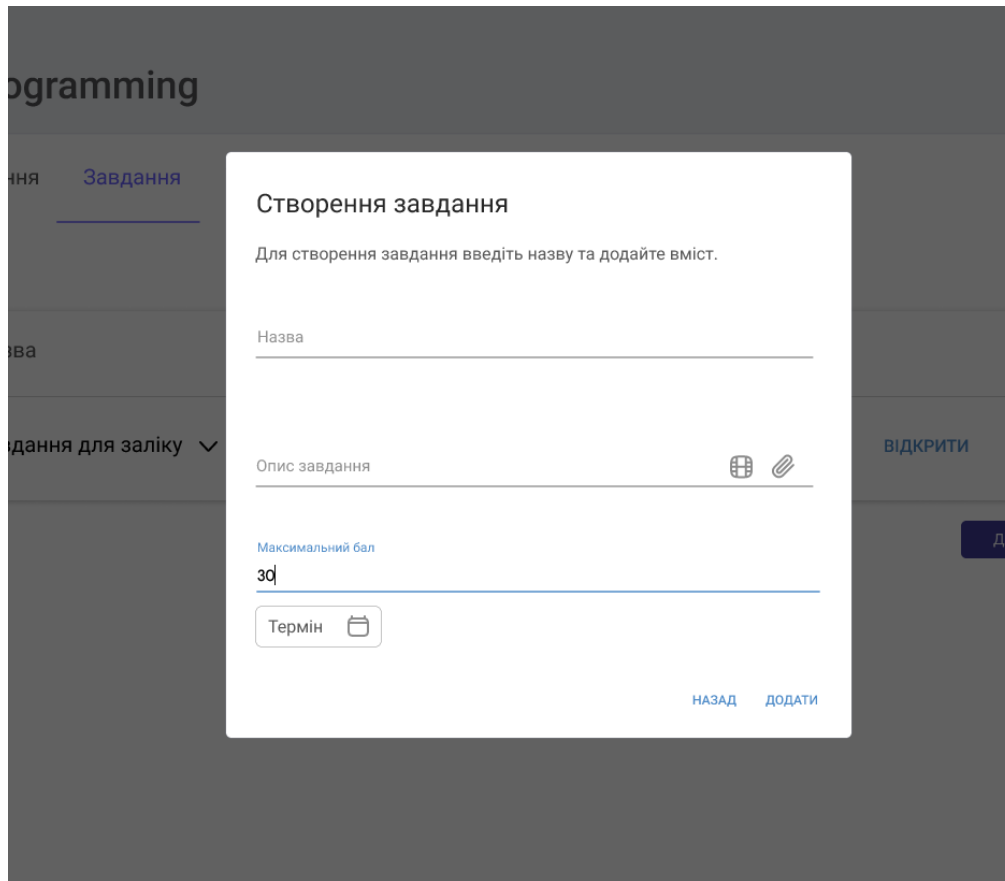 ogramming
ння
Завдання
Створення завдання
Для створення завдання введіть назву та додайте вміст.
Назва
зва
вдання для заліку
ВІДКРИТИ
Опис завдання
Д
Максимальний бал
30
Термін
НАЗАД
ДОДАТИ